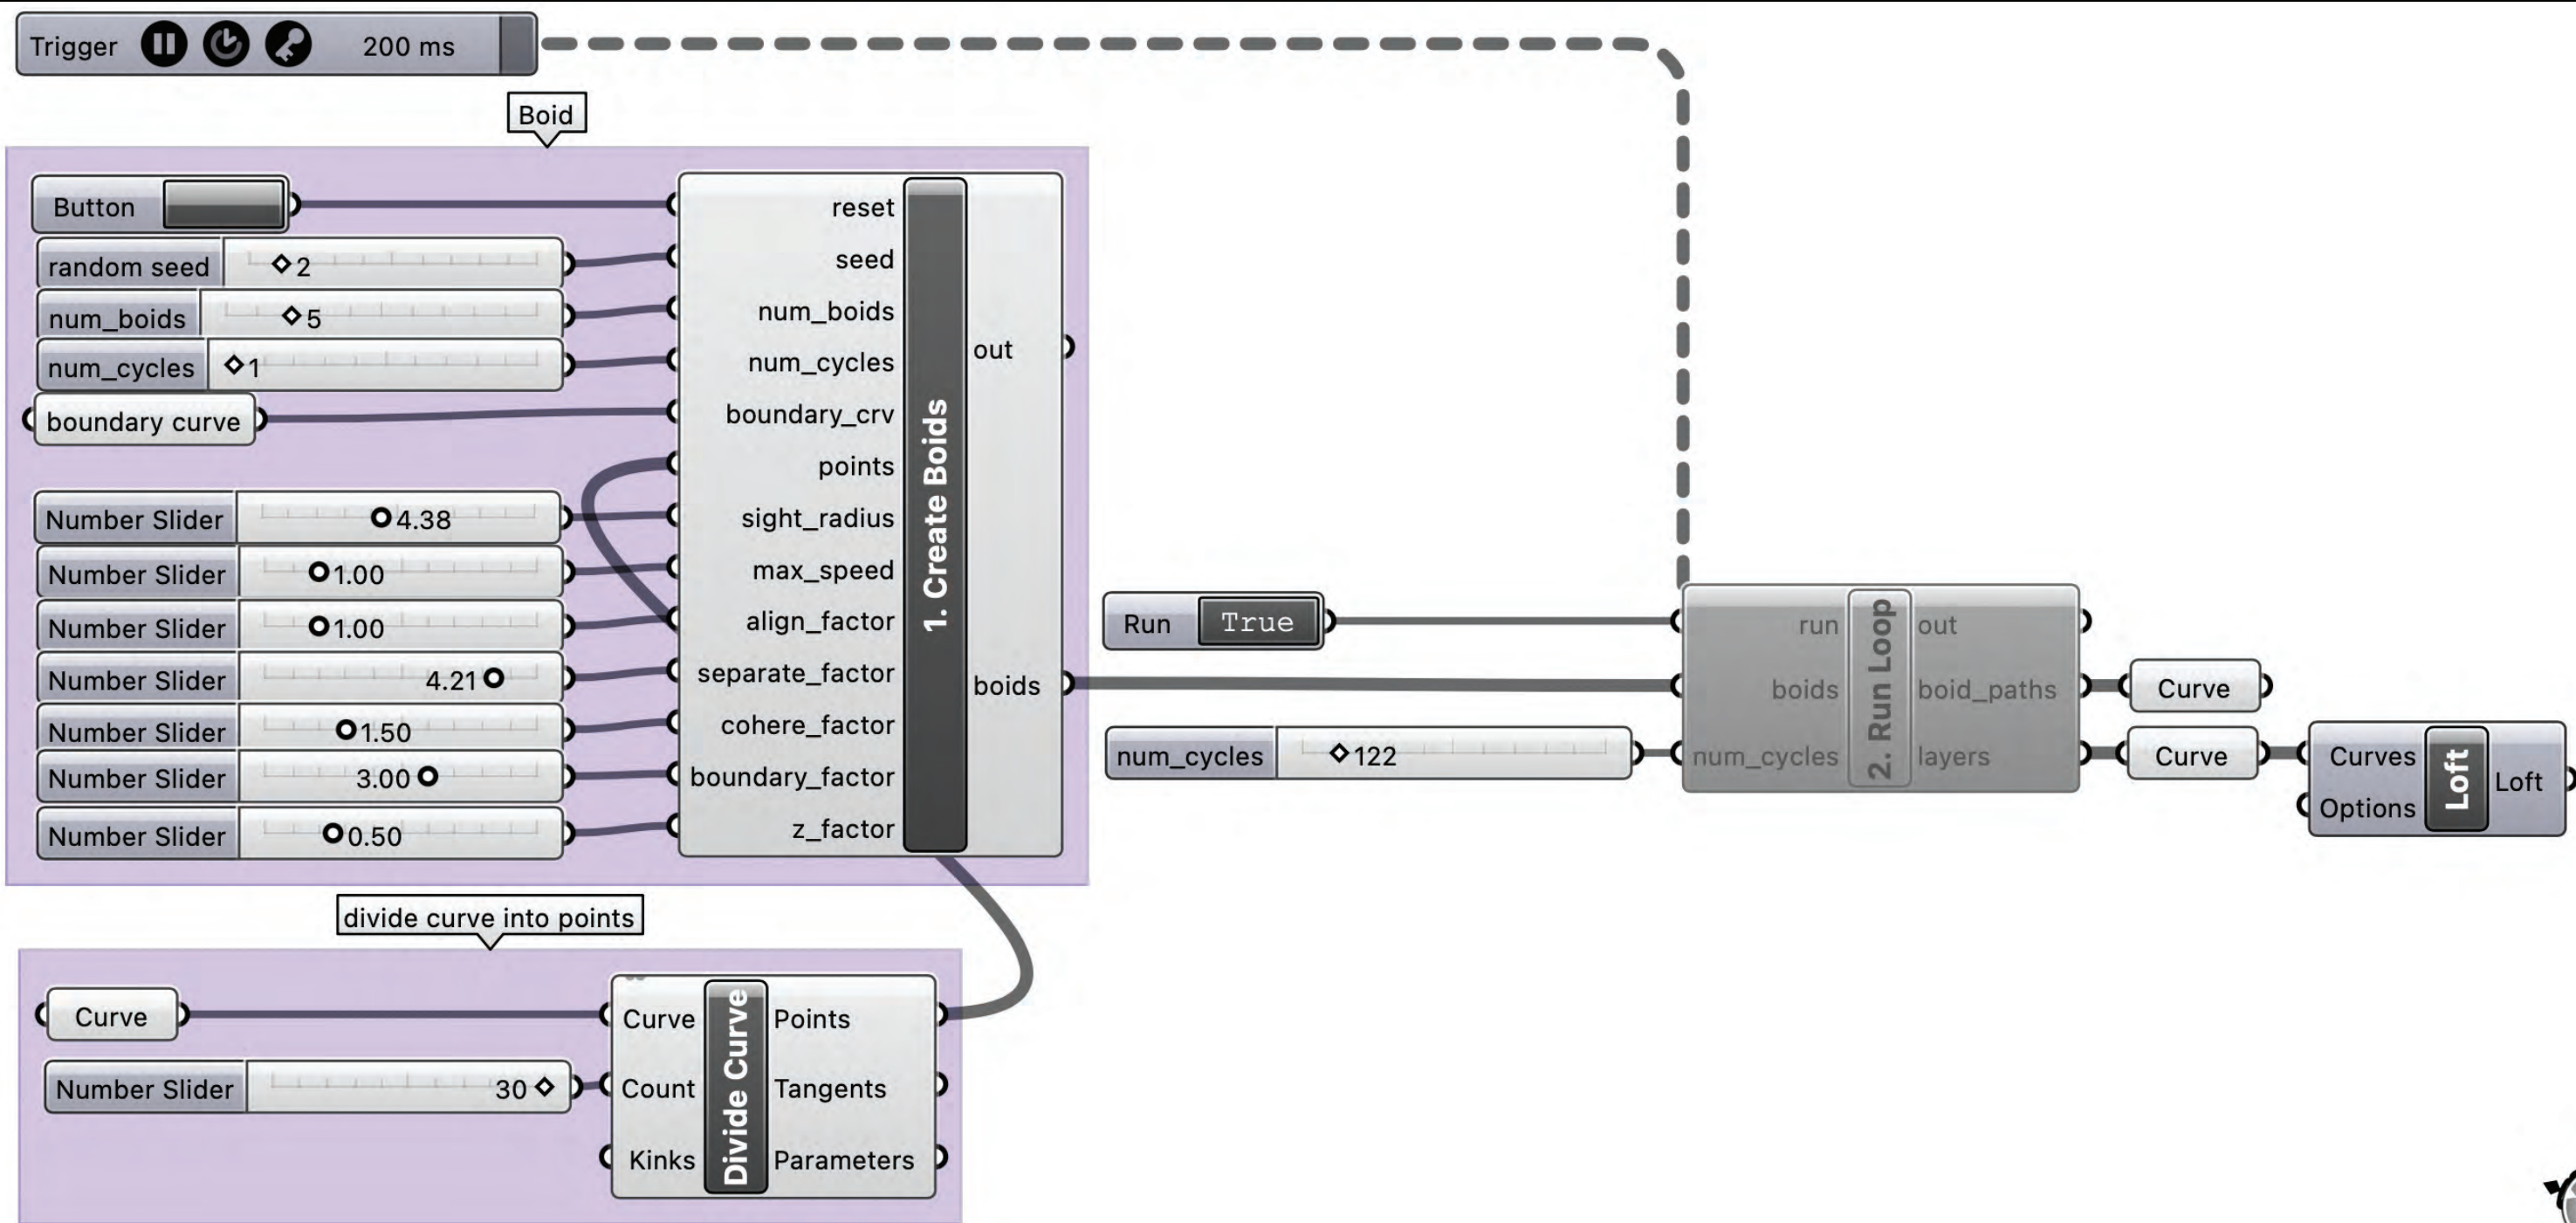 Trigger 200 ms
Boid
Button
random seed 2
num_boids 5
num_cycles 1
boundary curve
Number Slider 4.38
Number Slider 1.00
Number Slider 1.00
Number Slider 4.21
Number Slider 1.50
Number Slider 3.00
Number Slider 0.50
reset
seed
num_boids
num_cycles
boundary_crv
points
sight_radius
max_speed
align_factor
separate_factor
cohere_factor
boundary_factor
z_factor
1. Create Boids
out
boids
Run True
num_cycles 122
run
boids
num_cycles
2. Run Loop
out
boid_paths
layers
Curve
Curve
Curves
Options
Loft
Loft
divide curve into points
Curve
Number Slider 30
Curve
Count
Kinks
Divide Curve
Points
Tangents
Parameters